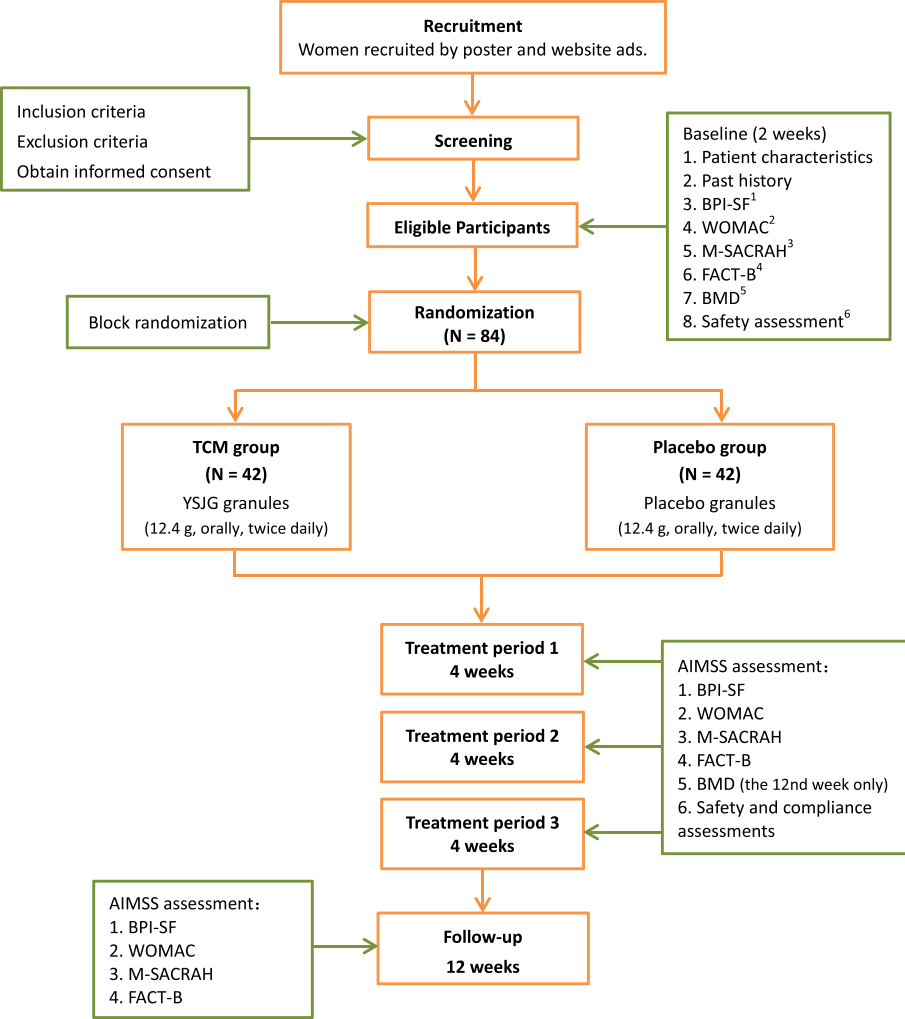 Recruitment
Women recruited by poster and website ads.
Inclusion criteria
Exclusion criteria
Obtain informed consent
Screening
Baseline (2 weeks)
1. Patient characteristics
2. Past history
3. BPI-SF1
4. WOMAC2
5. M-SACRAH3
6. FACT-B4
7. BMD5
8. Safety assessment6
Eligible Participants
Block randomization
Randomization
(N = 84)
TCM group
(N = 42)
YSJG granules
(12.4 g, orally, twice daily)
Placebo group
(N = 42)
Placebo granules
(12.4 g, orally, twice daily)
Treatment period 1
4 weeks
Treatment period 2
4 weeks
Treatment period 3
4 weeks
AIMSS assessment：
1. BPI-SF
2. WOMAC
3. M-SACRAH
4. FACT-B
5. BMD (the 12nd week only)
6. Safety and compliance
assessments
AIMSS assessment：
1. BPI-SF
2. WOMAC
3. M-SACRAH
4. FACT-B
Follow-up
12 weeks